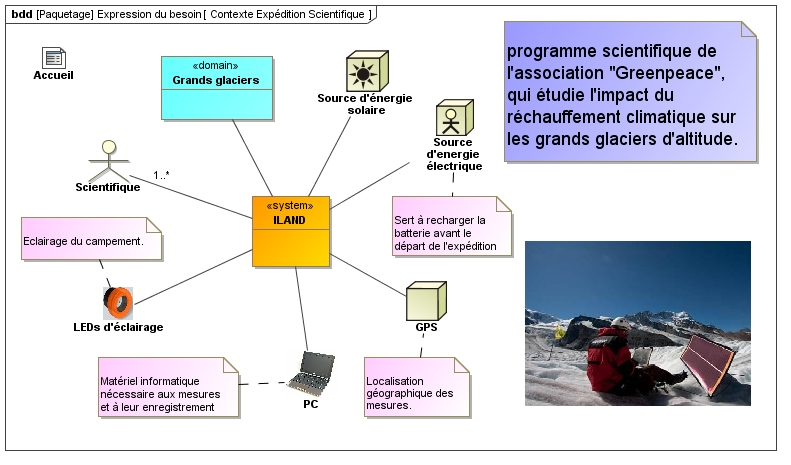 bdd [Paquetage] Expression du besoin [ Contexte Expédition Scientifique ]
Accueil
«domain»
Grands glaciers
Source d'énergie
solaire
Source
d'energie
électrique
programme scientifique de
l'association "Greenpeace",
qui étudie l'impact du
réchauffement climatique sur
les grands glaciers d'altitude.
Scientifique
1..*
«system»
ILAND
Sert à recharger la
batterie avant le
départ de l'expédition
Eclairage du campement.
LEDs d'éclairage
GPS
Matériel informatique
nécessaire aux mesures
et à leur enregistrement
PC
Localisation
géographique des
mesures.